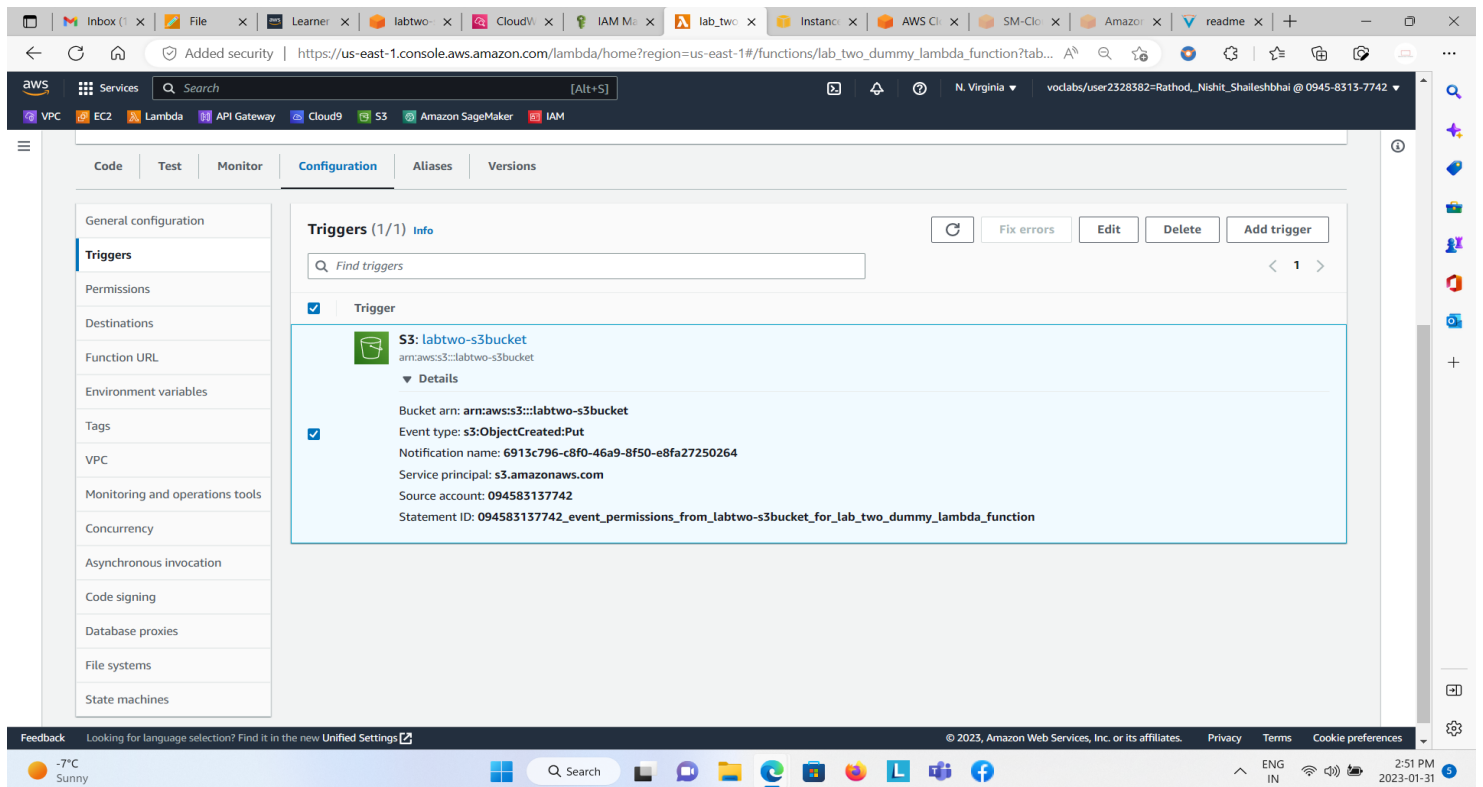 Inbox (1
File
Learner
labtwo-
CloudW
IAM Ma
lab_two
Instance
AWS Cl
SM-Clo
Amazon
readme
Added security
https://us-east-1.console.aws.amazon.com/lambda/home?region=us-east-1#/functions/lab_two_dummy_lambda_function?tab...
aws
Services
Search
[Alt+S]
N. Virginia
voclabs/user2328382=Rathod,_Nishit_Shaileshbhai @ 0945-8313-7742
VPC
EC2
Lambda
API Gateway
Cloud9
S3
Amazon SageMaker
IAM
Code
Test
Monitor
Configuration
Aliases
Versions
General configuration
Triggers
Permissions
Destinations
Function URL
Environment variables
Tags
VPC
Monitoring and operations tools
Concurrency
Asynchronous invocation
Code signing
Database proxies
File systems
State machines
Triggers (1/1) Info
Fix errors
Edit
Delete
Add trigger
Find triggers
1
Trigger
S3: labtwo-s3bucket
arn:aws:s3:::labtwo-s3bucket
Details
Bucket arn: arn:aws:s3:::labtwo-s3bucket
Event type: s3:ObjectCreated:Put
Notification name: 6913c796-c8f0-46a9-8f50-e8fa27250264
Service principal: s3.amazonaws.com
Source account: 094583137742
Statement ID: 094583137742_event_permissions_from_labtwo-s3bucket_for_lab_two_dummy_lambda_function
Feedback
Looking for language selection? Find it in the new Unified Settings
© 2023, Amazon Web Services, Inc. or its affiliates.
Privacy
Terms
Cookie preferences
-7°C
Sunny
Search
ENG
IN
2:51 PM
2023-01-31
5